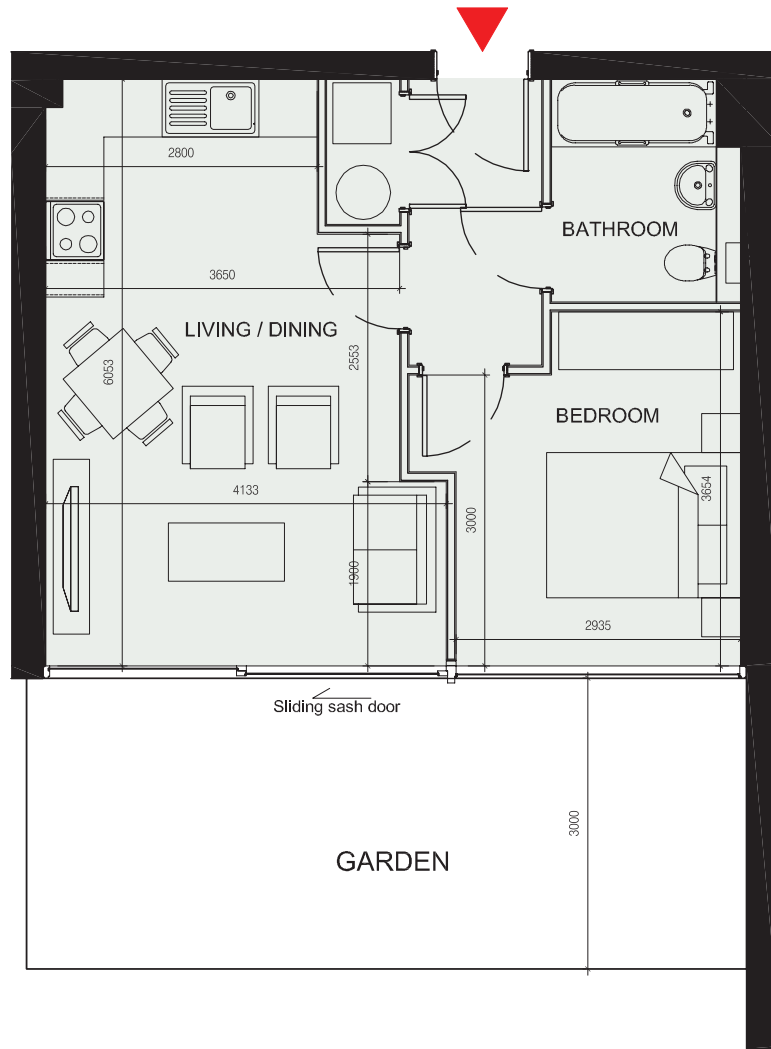 2800
BATHROOM
3650
LIVING / DINING
2553
6053
BEDROOM
4133
3654
3000
1900
2935
Sliding sash door
3000
GARDEN